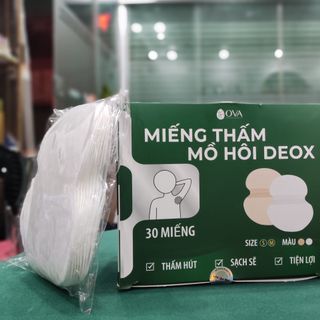 OVA
MIẾNG THẤM
MỒ HÔI DEOX
30 MIẾNG
SIZE S M MÀU
THẤM HÚT SẠCH SẼ TIỆN LỢI